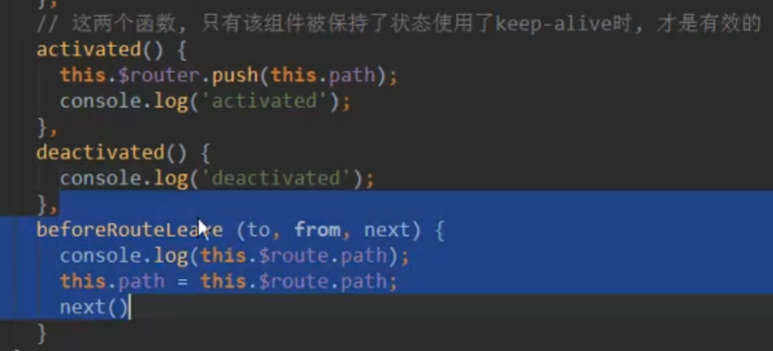 },
// 这两个函数, 只有该组件被保持了状态使用了keep-alive时, 才是有效的
activated() {
this.$router.push(this.path);
console.log('activated');
},
deactivated() {
console.log('deactivated');
},
beforeRouteLeave (to, from, next) {
console.log(this.$route.path);
this.path = this.$route.path;
next()
}